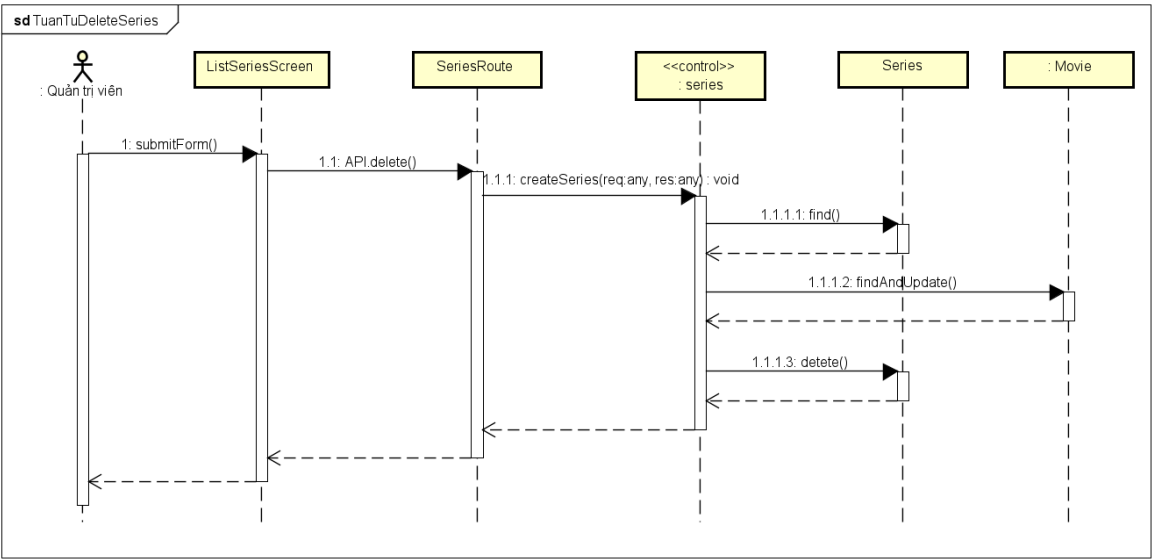 sd TuanTuDeleteSeries
: Quản trị viên
ListSeriesScreen
SeriesRoute
<<control>>
: series
Series
: Movie
1: submitForm()
1.1: API.delete()
1.1.1: createSeries(req:any, res:any) : void
1.1.1.1: find()
1.1.1.2: findAndUpdate()
1.1.1.3: detete()